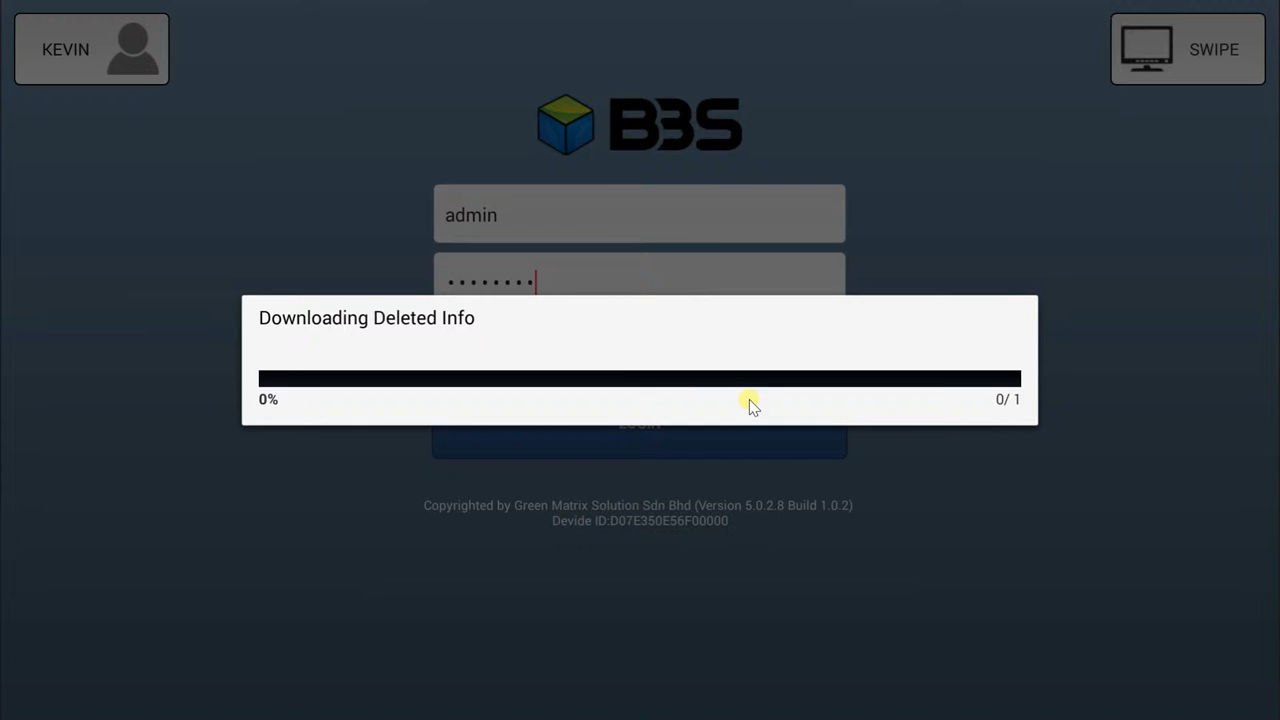 KEVIN
SWIPE
B3S
admin
Downloading Deleted Info
0%
0/ 1
LOGIN
Copyrighted by Green Matrix Solution Sdn Bhd (Version 5.0.2.8 Build 1.0.2)
Devide ID:D07E350E56F00000